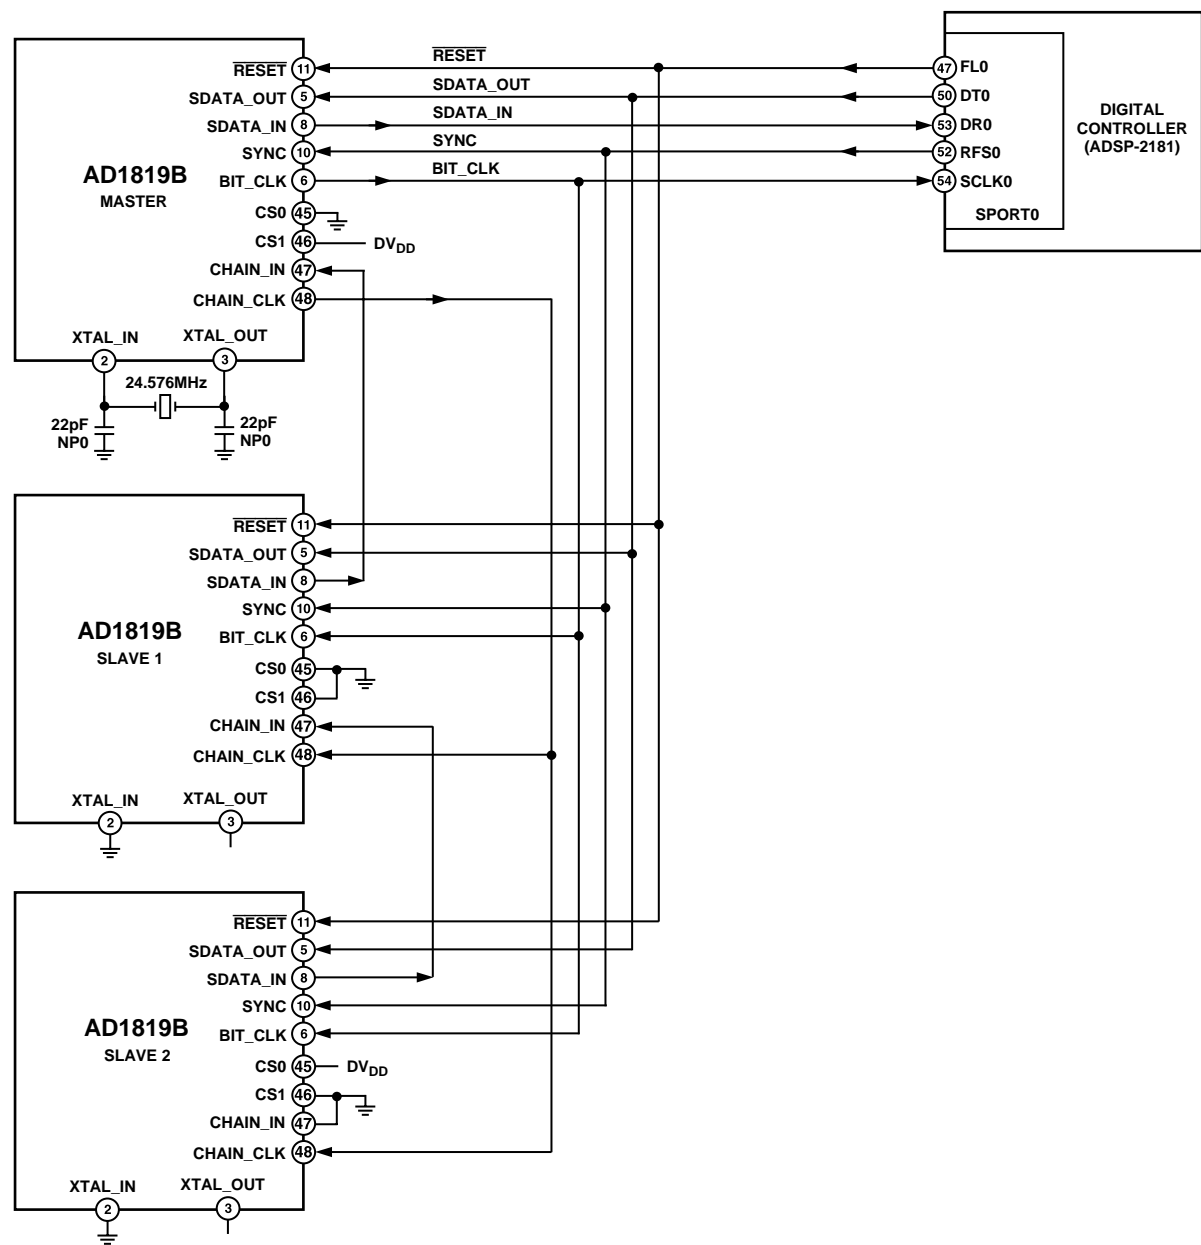 RESET 11 RESET 47 FL0
SDATA_OUT 5 SDATA_OUT 50 DT0
SDATA_IN 8 SDATA_IN 53 DR0
SYNC 10 SYNC 52 RFS0
BIT_CLK 6 BIT_CLK 54 SCLK0
SPORT0
DIGITAL
CONTROLLER
(ADSP-2181)
AD1819B
MASTER
CS0 45
CS1 46 DVDD
CHAIN_IN 47
CHAIN_CLK 48
XTAL_IN XTAL_OUT
2 3
24.576MHz
22pF
NP0
22pF
NP0
RESET 11
SDATA_OUT 5
SDATA_IN 8
SYNC 10
AD1819B
SLAVE 1
BIT_CLK 6
CS0 45
CS1 46
CHAIN_IN 47
CHAIN_CLK 48
XTAL_IN XTAL_OUT
2 3
RESET 11
SDATA_OUT 5
SDATA_IN 8
SYNC 10
AD1819B
SLAVE 2
BIT_CLK 6
CS0 45 DVDD
CS1 46
CHAIN_IN 47
CHAIN_CLK 48
XTAL_IN XTAL_OUT
2 3